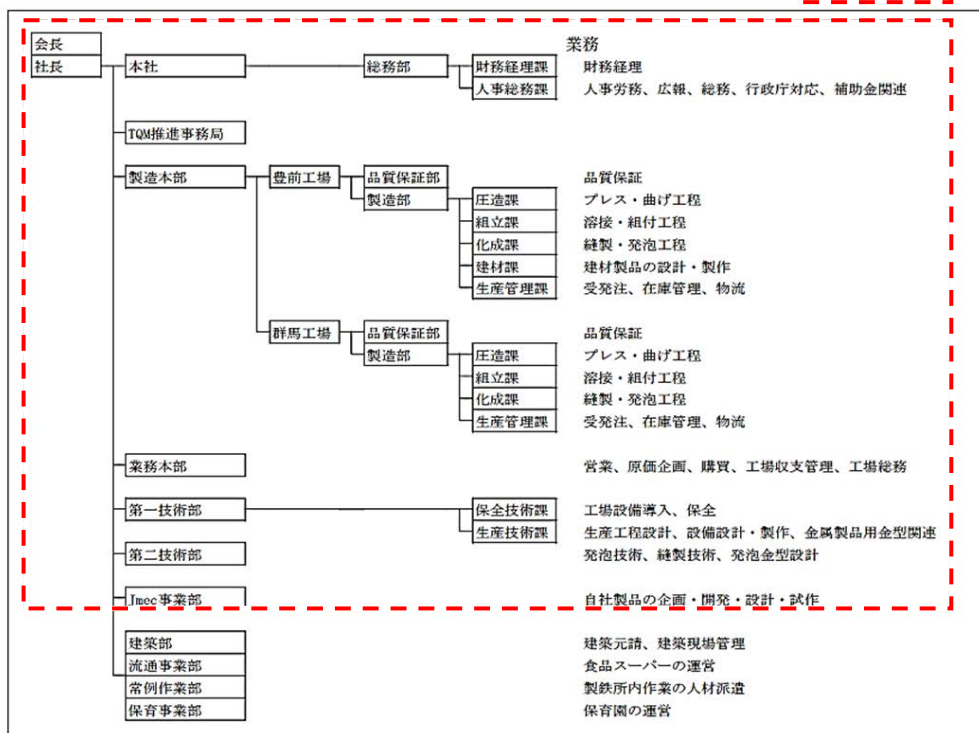 会長 業務
社長 本社 総務部 財務経理課 財務経理
人事総務課 人事労務、広報、総務、行政庁対応、補助金関連
TQM推進事務局
製造本部 豊前工場 品質保証部 品質保証
製造部 圧造課 プレス・曲げ工程
組立課 溶接・組付工程
化成課 縫製・発泡工程
建材課 建材製品の設計・製作
生産管理課 受発注、在庫管理、物流
群馬工場 品質保証部 品質保証
製造部 圧造課 プレス・曲げ工程
組立課 溶接・組付工程
化成課 縫製・発泡工程
生産管理課 受発注、在庫管理、物流
業務本部 営業、原価企画、購買、工場収支管理、工場総務
第一技術部 保全技術課 工場設備導入、保全
生産技術課 生産工程設計、設備設計・製作、金属製品用金型関連
第二技術部 発泡技術、縫製技術、発泡金型設計
Jmec事業部 自社製品の企画・開発・設計・試作
建築部 建築元請、建築現場管理
流通事業部 食品スーパーの運営
常例作業部 製鉄所内作業の人材派遣
保育事業部 保育園の運営